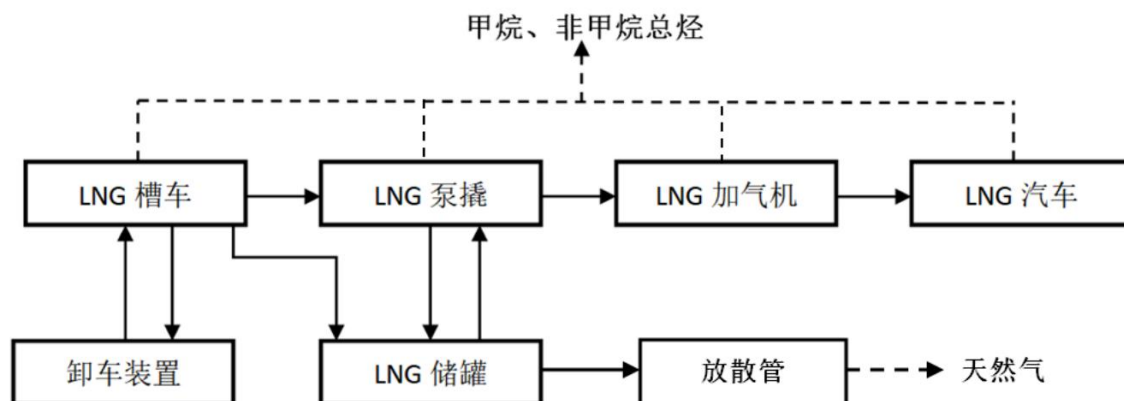 甲烷、非甲烷总烃
LNG 槽车
LNG 泵撬
LNG 加气机
LNG 汽车
卸车装置
LNG 储罐
放散管
天然气